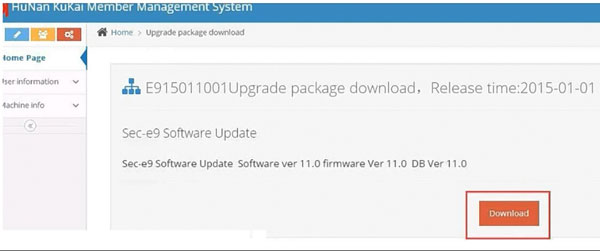 HuNan KuKai Member Management System
Home > Upgrade package download
Home Page
User information
Machine info
E915011001Upgrade package download，Release time:2015-01-01
Sec-e9 Software Update
Sec-e9 Software Update Software ver 11.0 firmware Ver 11.0 DB Ver 11.0
Download